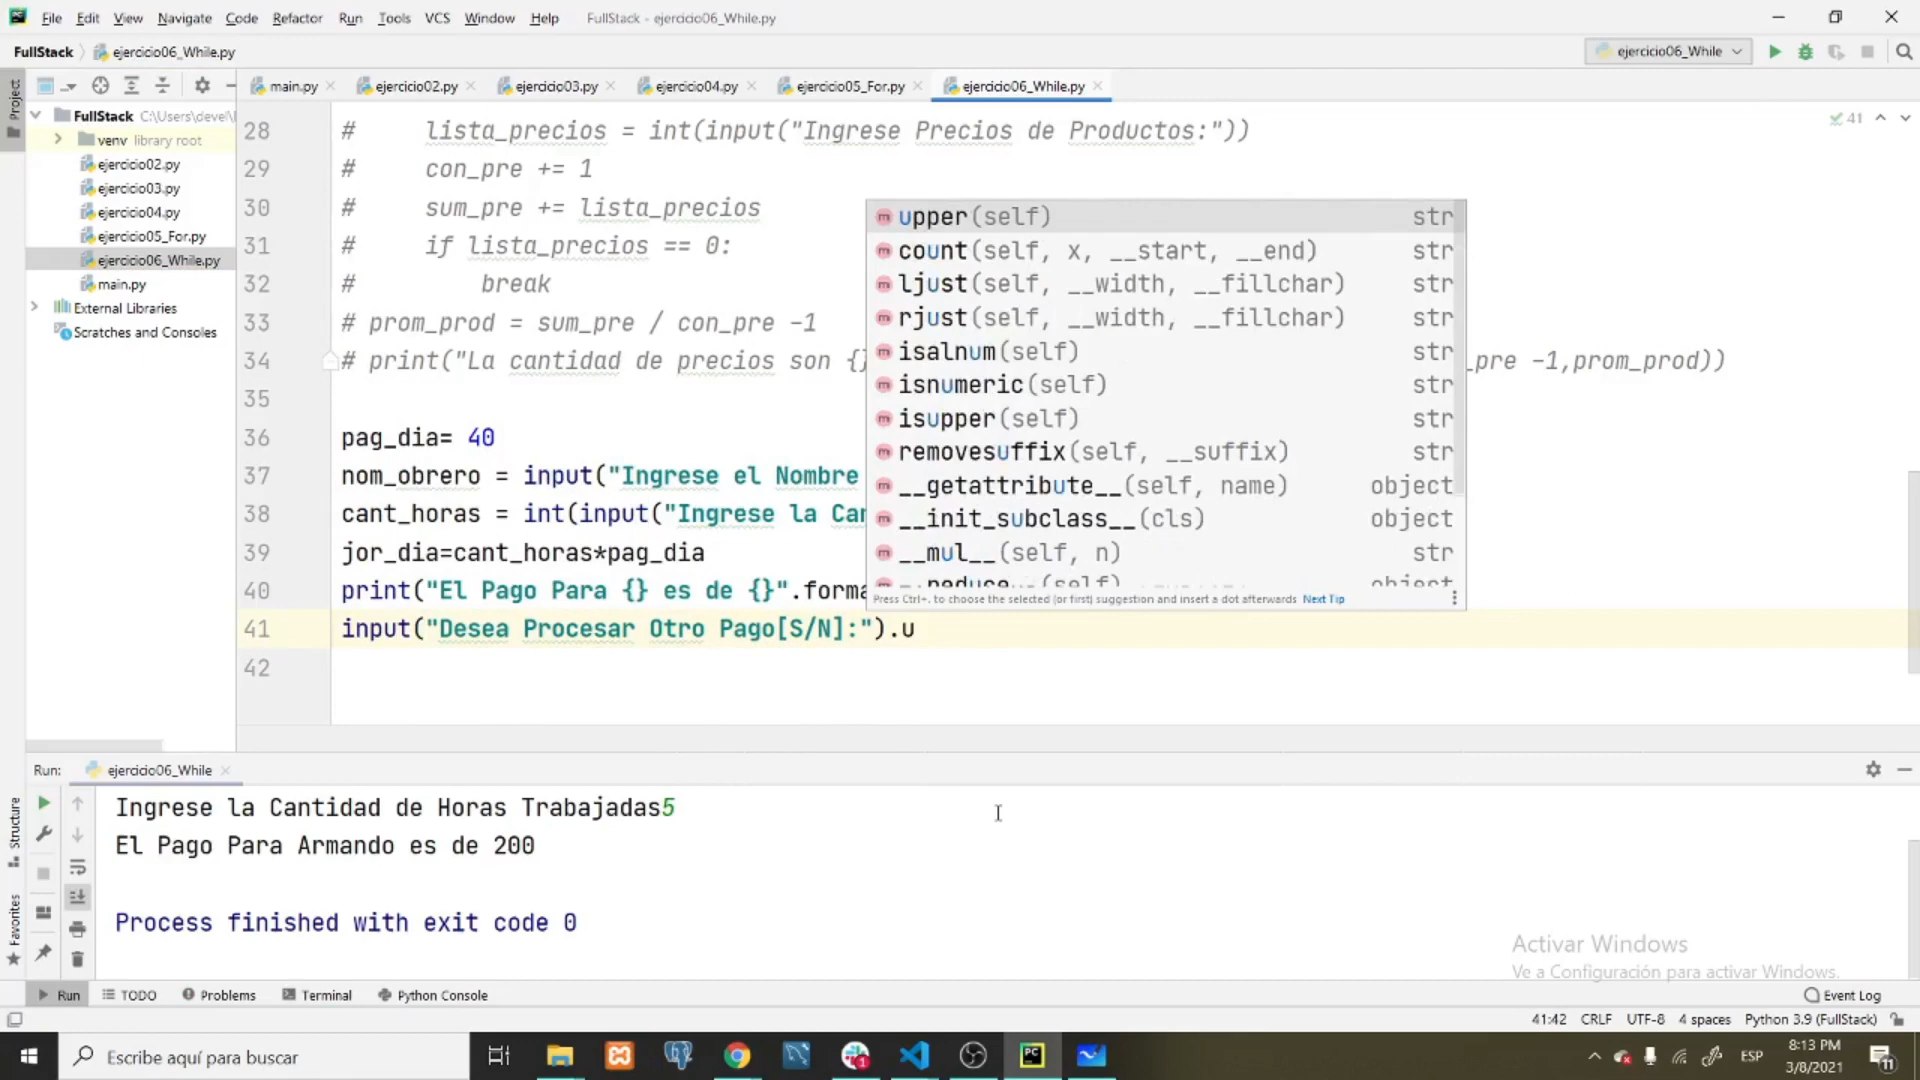 File Edit View Navigate Code Refactor Run Tools VCS Window Help FullStack - ejercicio06_While.py
FullStack ejercicio06_While.py ejercicio06_While
Project
main.py ejercicio02.py ejercicio03.py ejercicio04.py ejercicio05_For.py ejercicio06_While.py
FullStack C:\Users\devel\
venv library root
ejercicio02.py
ejercicio03.py
ejercicio04.py
ejercicio05_For.py
ejercicio06_While.py
main.py
External Libraries
Scratches and Consoles
41
28 # lista_precios = int(input("Ingrese Precios de Productos:"))
29 # con_pre += 1
30 # sum_pre += lista_precios
31 # if lista_precios == 0:
32 # break
33 # prom_prod = sum_pre / con_pre -1
34 # print("La cantidad de precios son {} _pre -1,prom_prod))
35
36 pag_dia= 40
37 nom_obrero = input("Ingrese el Nombre
38 cant_horas = int(input("Ingrese la Can
39 jor_dia=cant_horas*pag_dia
40 print("El Pago Para {} es de {}".forma
41 input("Desea Procesar Otro Pago[S/N]:").u
42
upper(self) str
count(self, x, __start, __end) str
ljust(self, __width, __fillchar) str
rjust(self, __width, __fillchar) str
isalnum(self) str
isnumeric(self) str
isupper(self) str
removesuffix(self, __suffix) str
__getattribute__(self, name) object
__init_subclass__(cls) object
__mul__(self, n) str
__reduce__(self) object
Press Ctrl+. to choose the selected (or first) suggestion and insert a dot afterwards Next Tip
Run: ejercicio06_While
Structure
Favorites
Ingrese la Cantidad de Horas Trabajadas5
El Pago Para Armando es de 200
Process finished with exit code 0
Activar Windows
Ve a Configuración para activar Windows.
Run TODO Problems Terminal Python Console Event Log
41:42 CRLF UTF-8 4 spaces Python 3.9 (FullStack)
Escribe aquí para buscar
ESP
8:13 PM
3/8/2021
11